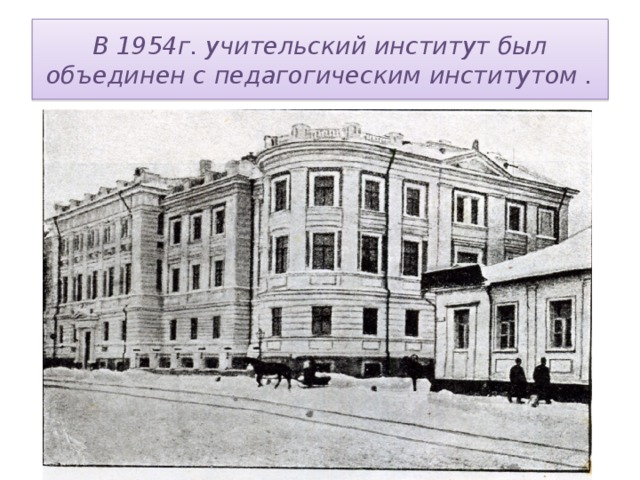 В 1954г. учительский институт был
объединен с педагогическим институтом .